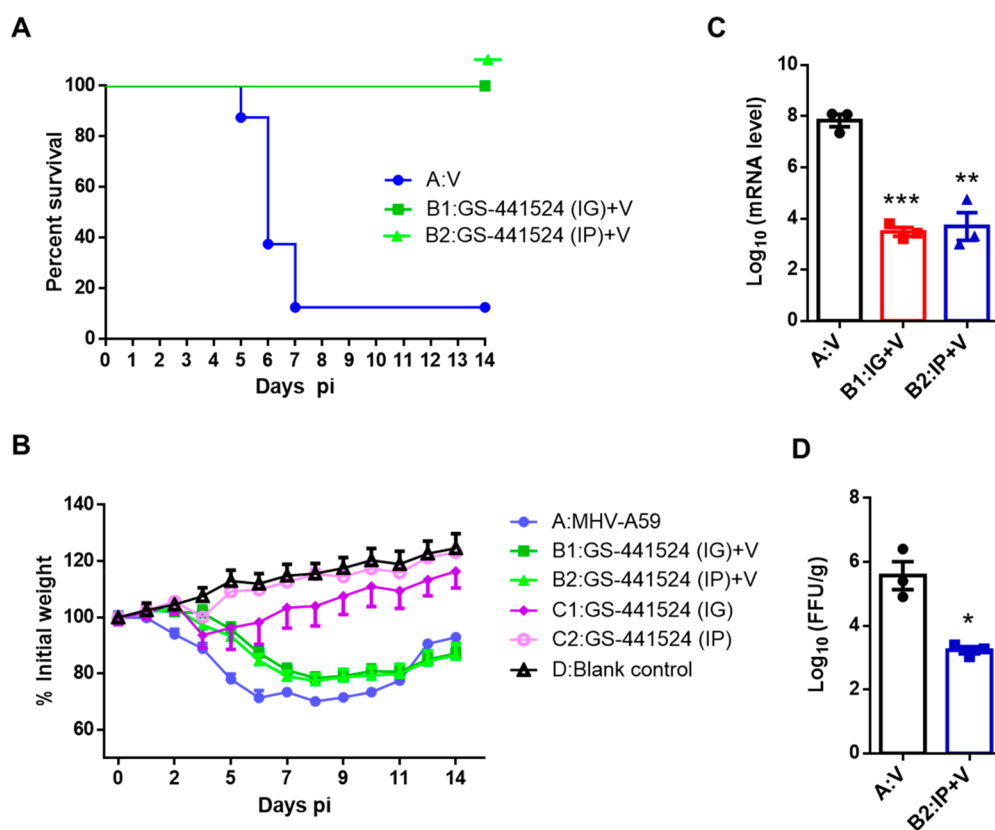 A
Percent survival
100
80
60
40
20
0
0 1 2 3 4 5 6 7 8 9 10 11 12 13 14
Days pi
A:V
B1:GS-441524 (IG)+V
B2:GS-441524 (IP)+V
C
Log10 (mRNA level)
10
8
6
4
2
0
***
**
A:V
B1:IG+V
B2:IP+V
B
% Initial weight
140
120
100
80
60
0 2 5 7 9 11 14
Days pi
A:MHV-A59
B1:GS-441524 (IG)+V
B2:GS-441524 (IP)+V
C1:GS-441524 (IG)
C2:GS-441524 (IP)
D:Blank control
D
Log10 (FFU/g)
8
6
4
2
0
*
A:V
B2:IP+V